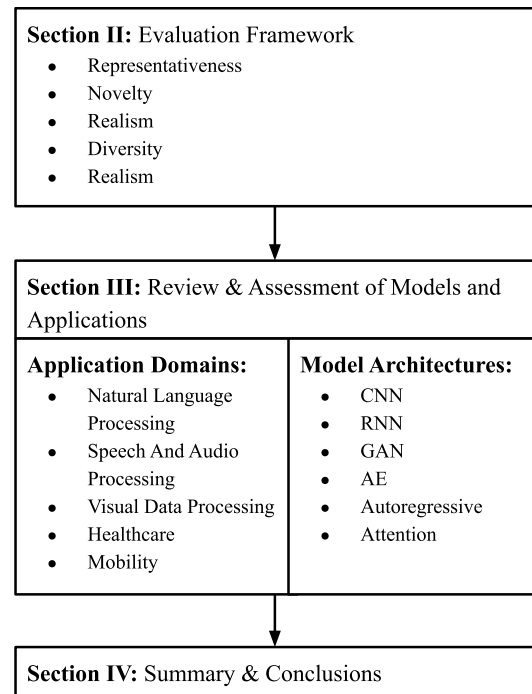 Section II: Evaluation Framework
● Representativeness
● Novelty
● Realism
● Diversity
● Realism
Section III: Review & Assessment of Models and
Applications
Application Domains:
● Natural Language
Processing
● Speech And Audio
Processing
● Visual Data Processing
● Healthcare
● Mobility
Model Architectures:
● CNN
● RNN
● GAN
● AE
● Autoregressive
● Attention
Section IV: Summary & Conclusions